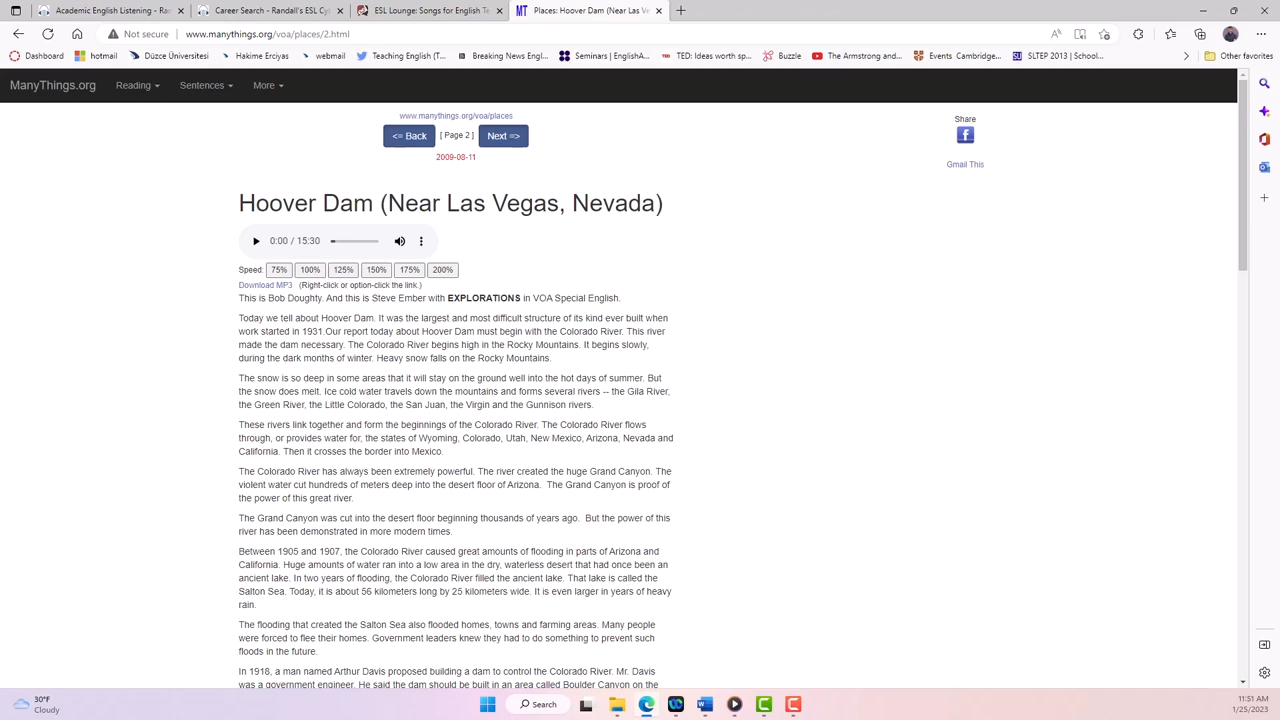 Academic English Listening - Ran
Career Search - Randall's ESL Cyl
ESL Lounge: Songs for English Te
MT Places: Hoover Dam (Near Las Ve
Not secure www.manythings.org/voa/places/2.html
Dashboard hotmail Düzce Üniversitesi Hakime Erciyas webmail Teaching English (T... Breaking News Engl... Seminars | EnglishA... TED: Ideas worth sp... Buzzle The Armstrong and... Events Cambridge... SLTEP 2013 | School... Other favorites
ManyThings.org Reading Sentences More
www.manythings.org/voa/places
<= Back [ Page 2 ] Next =>
2009-08-11
Share
f
Gmail This
Hoover Dam (Near Las Vegas, Nevada)
0:00 / 15:30
Speed: 75% 100% 125% 150% 175% 200%
Download MP3 (Right-click or option-click the link.)
This is Bob Doughty. And this is Steve Ember with EXPLORATIONS in VOA Special English.
Today we tell about Hoover Dam. It was the largest and most difficult structure of its kind ever built when
work started in 1931.Our report today about Hoover Dam must begin with the Colorado River. This river
made the dam necessary. The Colorado River begins high in the Rocky Mountains. It begins slowly,
during the dark months of winter. Heavy snow falls on the Rocky Mountains.
The snow is so deep in some areas that it will stay on the ground well into the hot days of summer. But
the snow does melt. Ice cold water travels down the mountains and forms several rivers -- the Gila River,
the Green River, the Little Colorado, the San Juan, the Virgin and the Gunnison rivers.
These rivers link together and form the beginnings of the Colorado River. The Colorado River flows
through, or provides water for, the states of Wyoming, Colorado, Utah, New Mexico, Arizona, Nevada and
California. Then it crosses the border into Mexico.
The Colorado River has always been extremely powerful. The river created the huge Grand Canyon. The
violent water cut hundreds of meters deep into the desert floor of Arizona. The Grand Canyon is proof of
the power of this great river.
The Grand Canyon was cut into the desert floor beginning thousands of years ago. But the power of this
river has been demonstrated in more modern times.
Between 1905 and 1907, the Colorado River caused great amounts of flooding in parts of Arizona and
California. Huge amounts of water ran into a low area in the dry, waterless desert that had once been an
ancient lake. In two years of flooding, the Colorado River filled the ancient lake. That lake is called the
Salton Sea. Today, it is about 56 kilometers long by 25 kilometers wide. It is even larger in years of heavy
rain.
The flooding that created the Salton Sea also flooded homes, towns and farming areas. Many people
were forced to flee their homes. Government leaders knew they had to do something to prevent such
floods in the future.
In 1918, a man named Arthur Davis proposed building a dam to control the Colorado River. Mr. Davis
was a government engineer. He said the dam should be built in an area called Boulder Canyon on the
30°F
Cloudy
Search
11:51 AM
1/25/2023